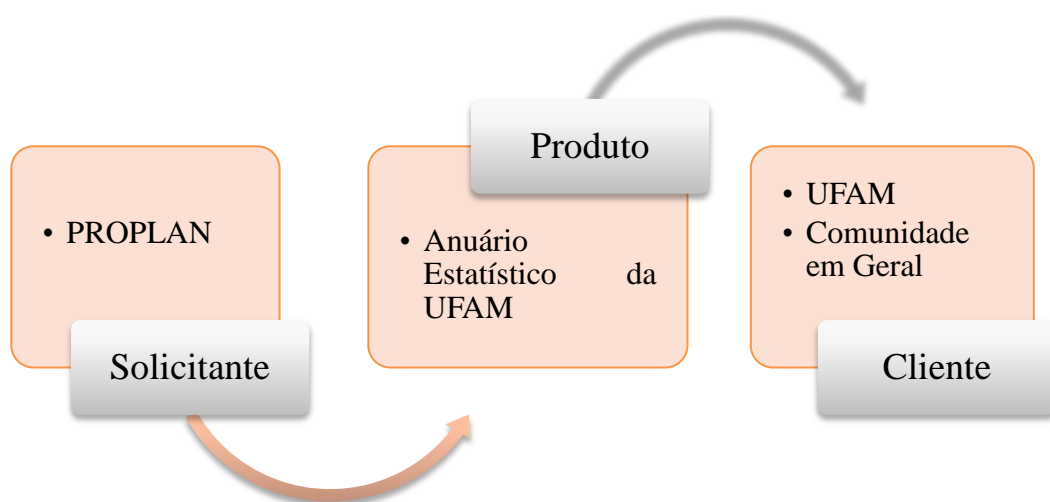 • PROPLAN
Solicitante
Produto
• Anuário
Estatístico da
UFAM
• UFAM
• Comunidade
em Geral
Cliente